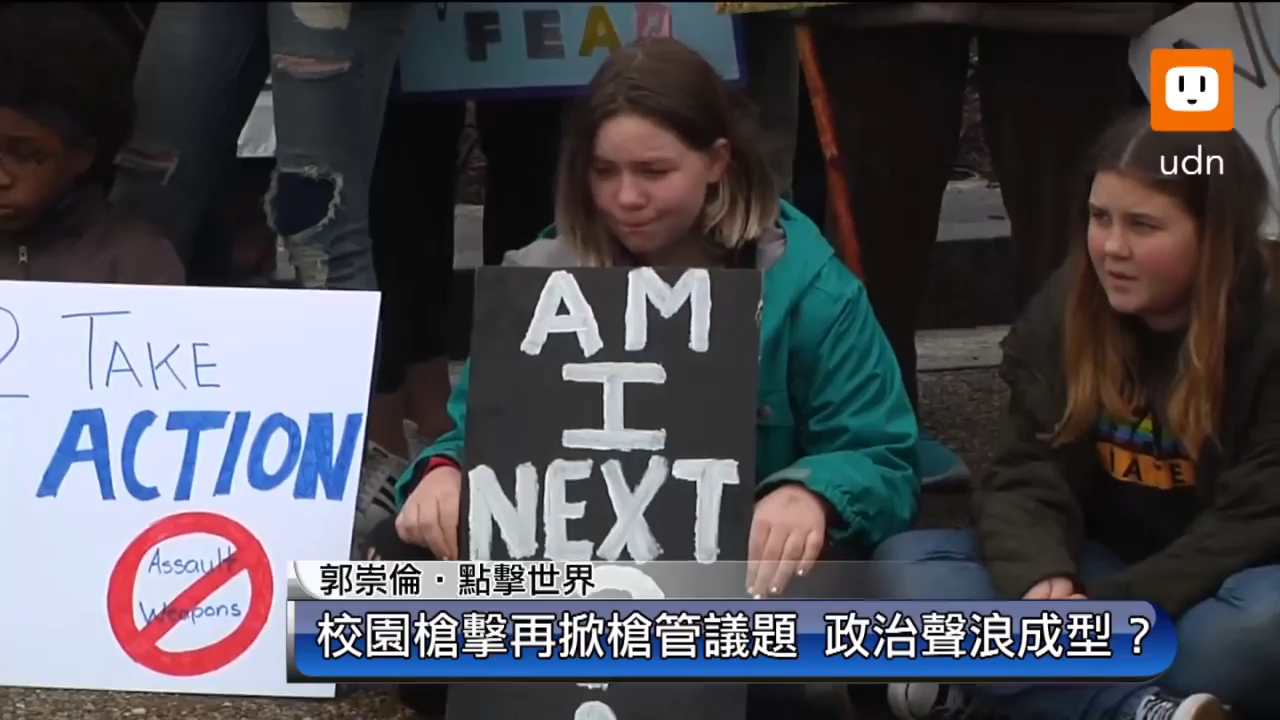 FEAR
udn
2 TAKE
ACTION
Assault
Weapons
AM
I
NEXT
?
郭崇倫·點擊世界
校園槍擊再掀槍管議題 政治聲浪成型？